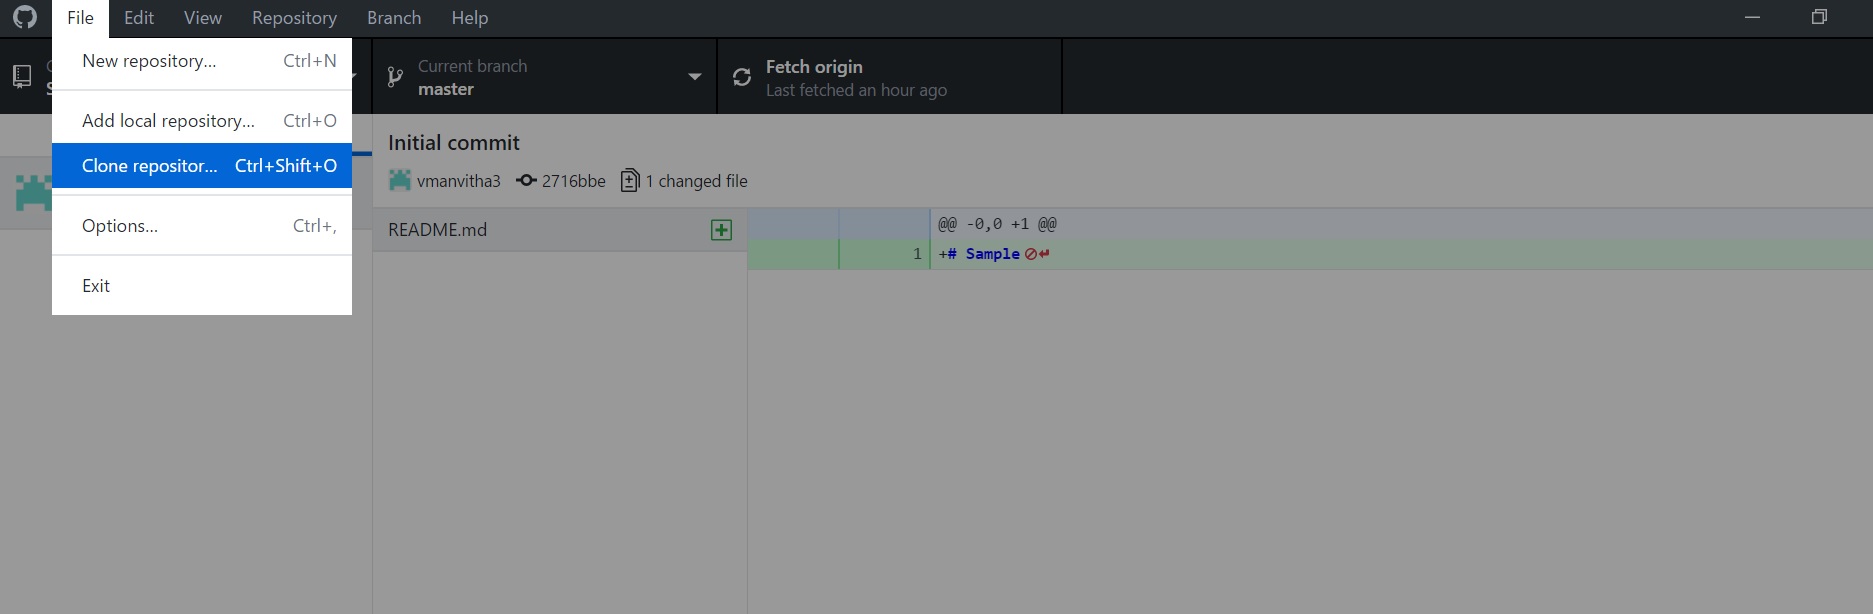 File Edit View Repository Branch Help
New repository... Ctrl+N
Add local repository... Ctrl+O
Clone repositor... Ctrl+Shift+O
Options... Ctrl+,
Exit
Current branch
master
Fetch origin
Last fetched an hour ago
Initial commit
vmanvitha3 2716bbe 1 changed file
README.md
@@ -0,0 +1 @@
1 +# Sample